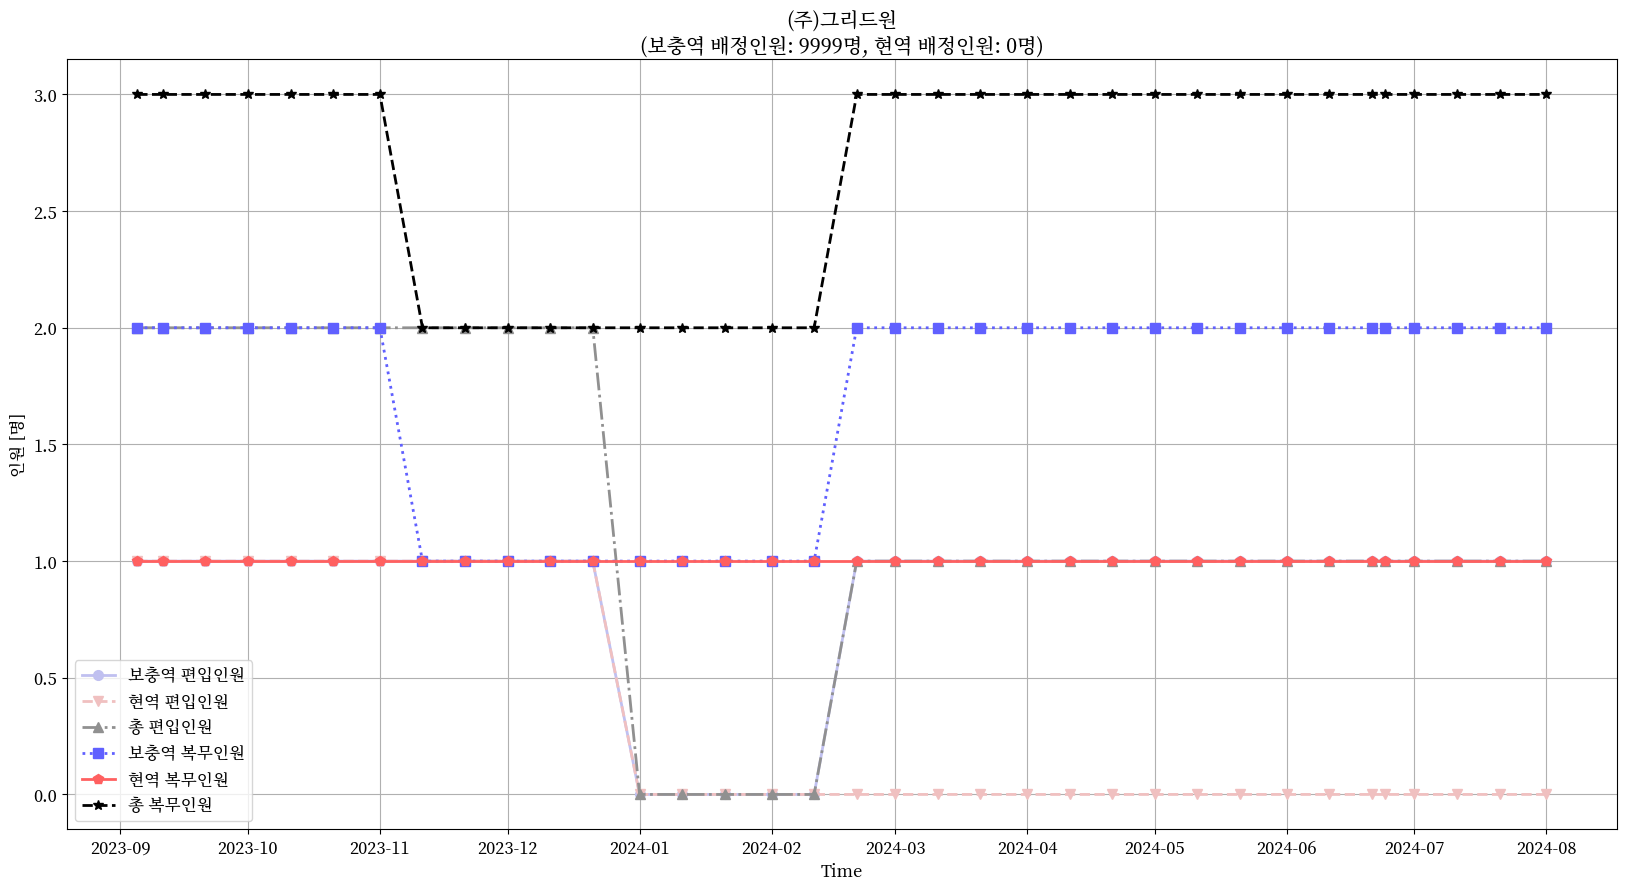 (주)그리드원
(보충역 배정인원: 9999명, 현역 배정인원: 0명)
인원 [명]
3.0
2.5
2.0
1.5
1.0
0.5
0.0
보충역 편입인원
현역 편입인원
총 편입인원
보충역 복무인원
현역 복무인원
총 복무인원
2023-09 2023-10 2023-11 2023-12 2024-01 2024-02 2024-03 2024-04 2024-05 2024-06 2024-07 2024-08
Time